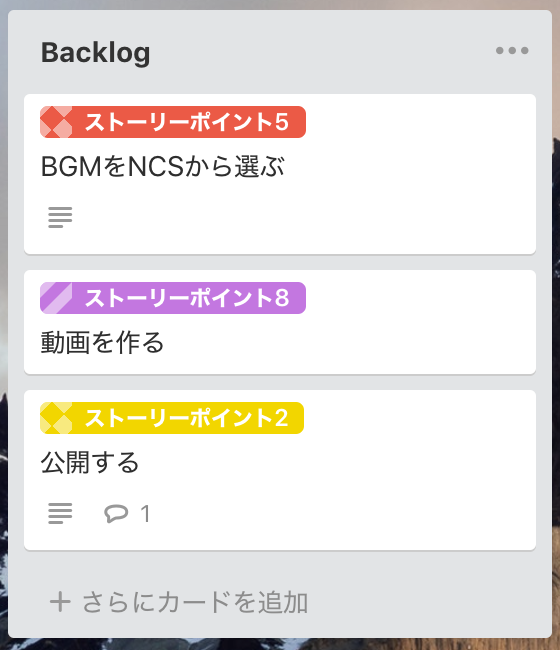 Backlog
ストーリーポイント5
BGMをNCSから選ぶ
ストーリーポイント8
動画を作る
ストーリーポイント2
公開する
1
+ さらにカードを追加